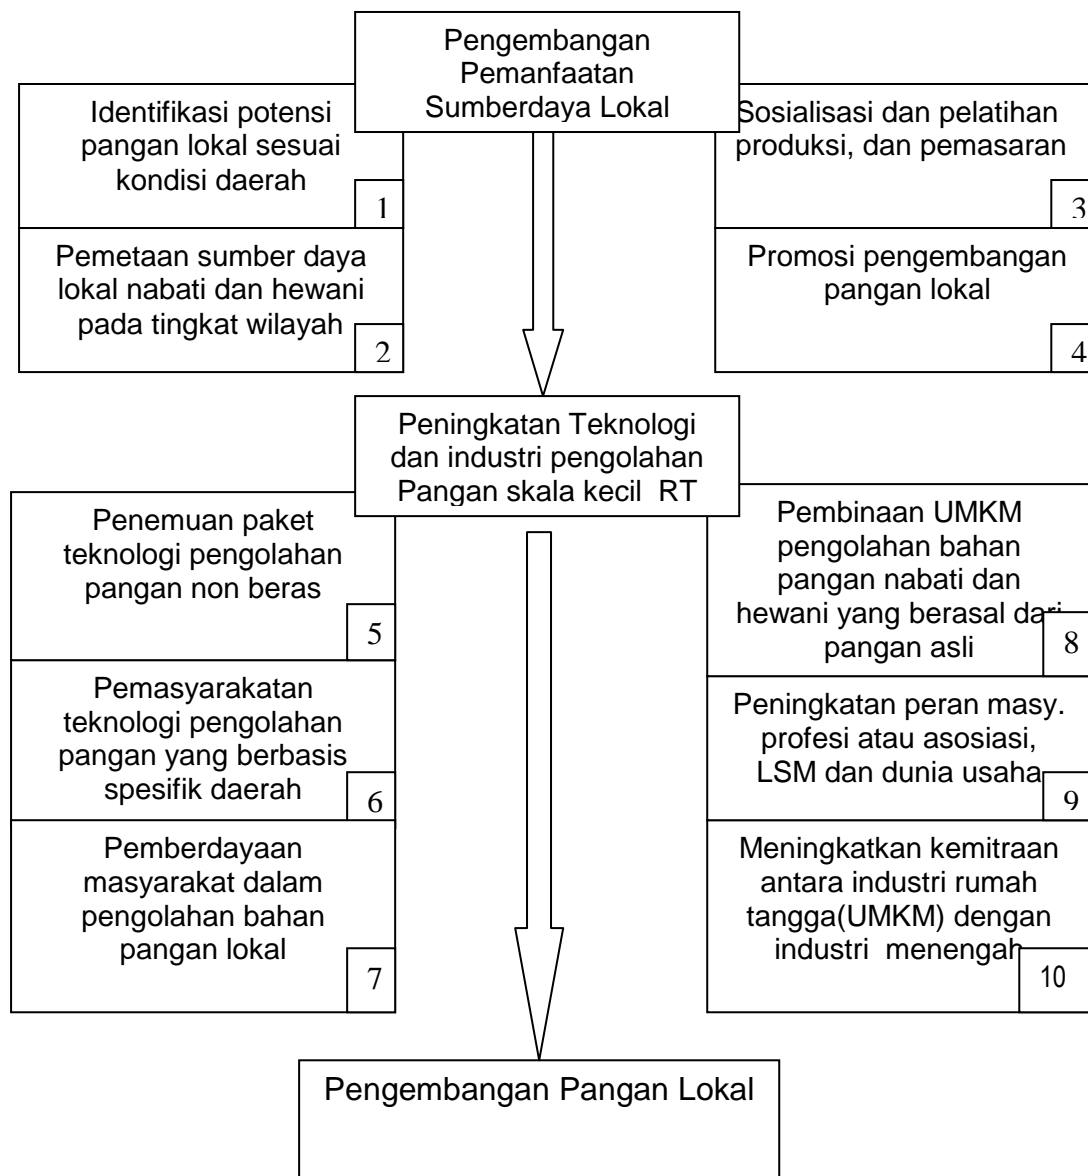 Pengembangan
Pemanfaatan
Sumberdaya Lokal
Identifikasi potensi
pangan lokal sesuai
kondisi daerah
1
Pemetaan sumber daya
lokal nabati dan hewani
pada tingkat wilayah
2
Sosialisasi dan pelatihan
produksi, dan pemasaran
3
Promosi pengembangan
pangan lokal
4
Peningkatan Teknologi
dan industri pengolahan
Pangan skala kecil RT
Penemuan paket
teknologi pengolahan
pangan non beras
5
Pemasyarakatan
teknologi pengolahan
pangan yang berbasis
spesifik daerah
6
Pemberdayaan
masyarakat dalam
pengolahan bahan
pangan lokal
7
Pembinaan UMKM
pengolahan bahan
pangan nabati dan
hewani yang berasal dari
pangan asli
8
Peningkatan peran masy.
profesi atau asosiasi,
LSM dan dunia usaha
9
Meningkatkan kemitraan
antara industri rumah
tangga(UMKM) dengan
industri menengah
10
Pengembangan Pangan Lokal